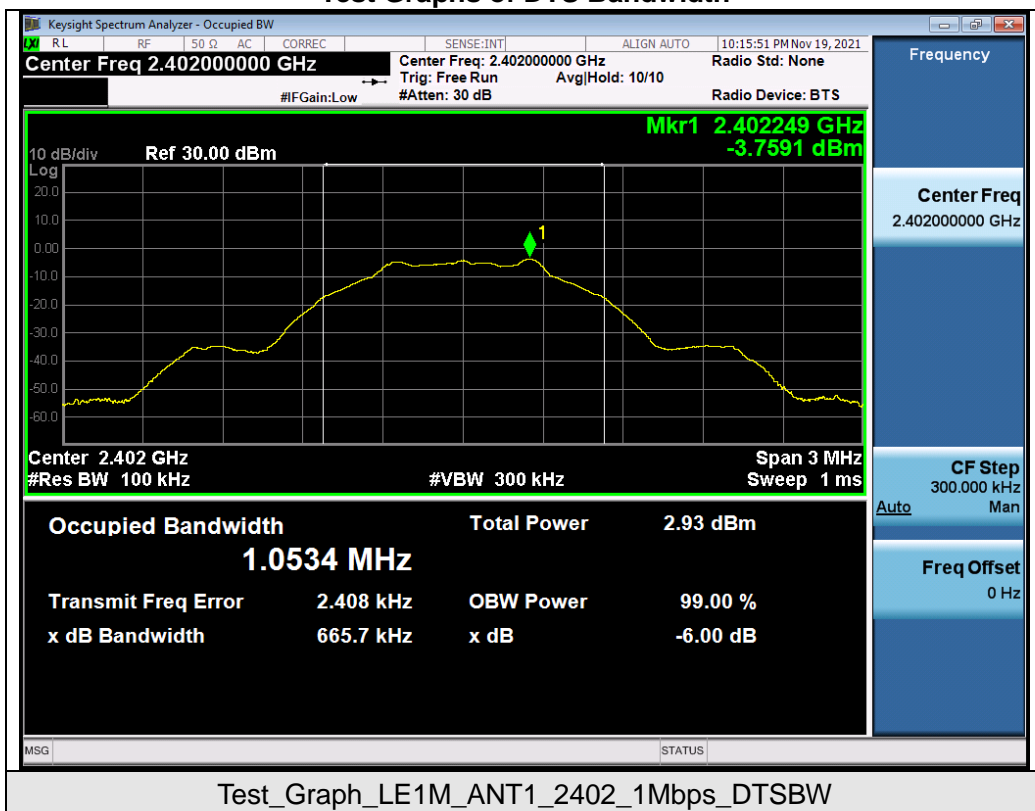 Test Graphs of DTS Bandwidth
Keysight Spectrum Analyzer - Occupied BW
LXI RL RF 50 Ω AC CORREC SENSE:INT ALIGN AUTO 10:15:51 PM Nov 19, 2021
Center Freq 2.402000000 GHz
Center Freq: 2.402000000 GHz
Radio Std: None
Trig: Free Run Avg|Hold: 10/10
#IFGain:Low #Atten: 30 dB
Radio Device: BTS
Frequency
Mkr1 2.402249 GHz
-3.7591 dBm
10 dB/div Ref 30.00 dBm
Log
20.0
10.0
0.00
-10.0
-20.0
-30.0
-40.0
-50.0
-60.0
1
Center 2.402 GHz Span 3 MHz
#Res BW 100 kHz #VBW 300 kHz Sweep 1 ms
Occupied Bandwidth Total Power 2.93 dBm
1.0534 MHz
Transmit Freq Error 2.408 kHz OBW Power 99.00 %
x dB Bandwidth 665.7 kHz x dB -6.00 dB
Center Freq
2.402000000 GHz
CF Step
300.000 kHz
Auto Man
Freq Offset
0 Hz
MSG STATUS
Test_Graph_LE1M_ANT1_2402_1Mbps_DTSBW